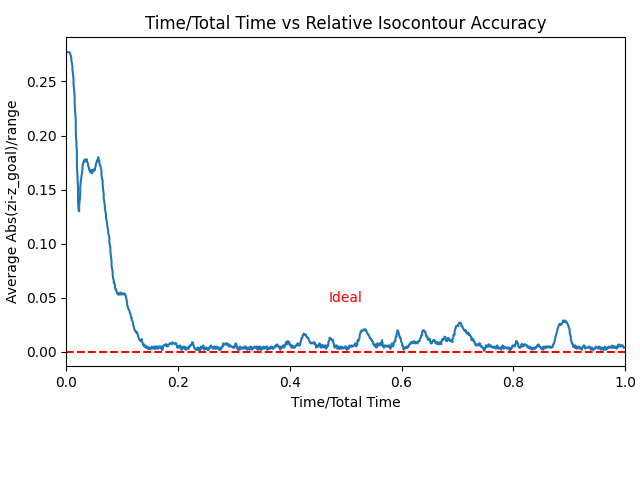 Time/Total Time vs Relative Isocontour Accuracy
Average Abs(zi-z_goal)/range
0.25
0.20
0.15
0.10
0.05
0.00
Ideal
0.0 0.2 0.4 0.6 0.8 1.0
Time/Total Time